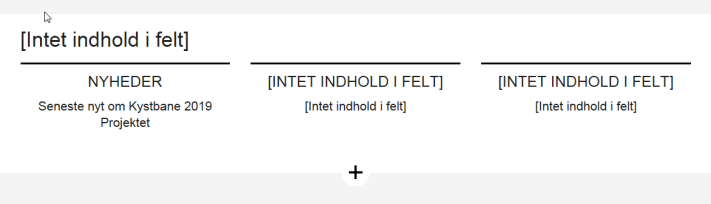 [Intet indhold i felt]
NYHEDER
Seneste nyt om Kystbane 2019
Projektet
[INTET INDHOLD I FELT]
[Intet indhold i felt]
[INTET INDHOLD I FELT]
[Intet indhold i felt]